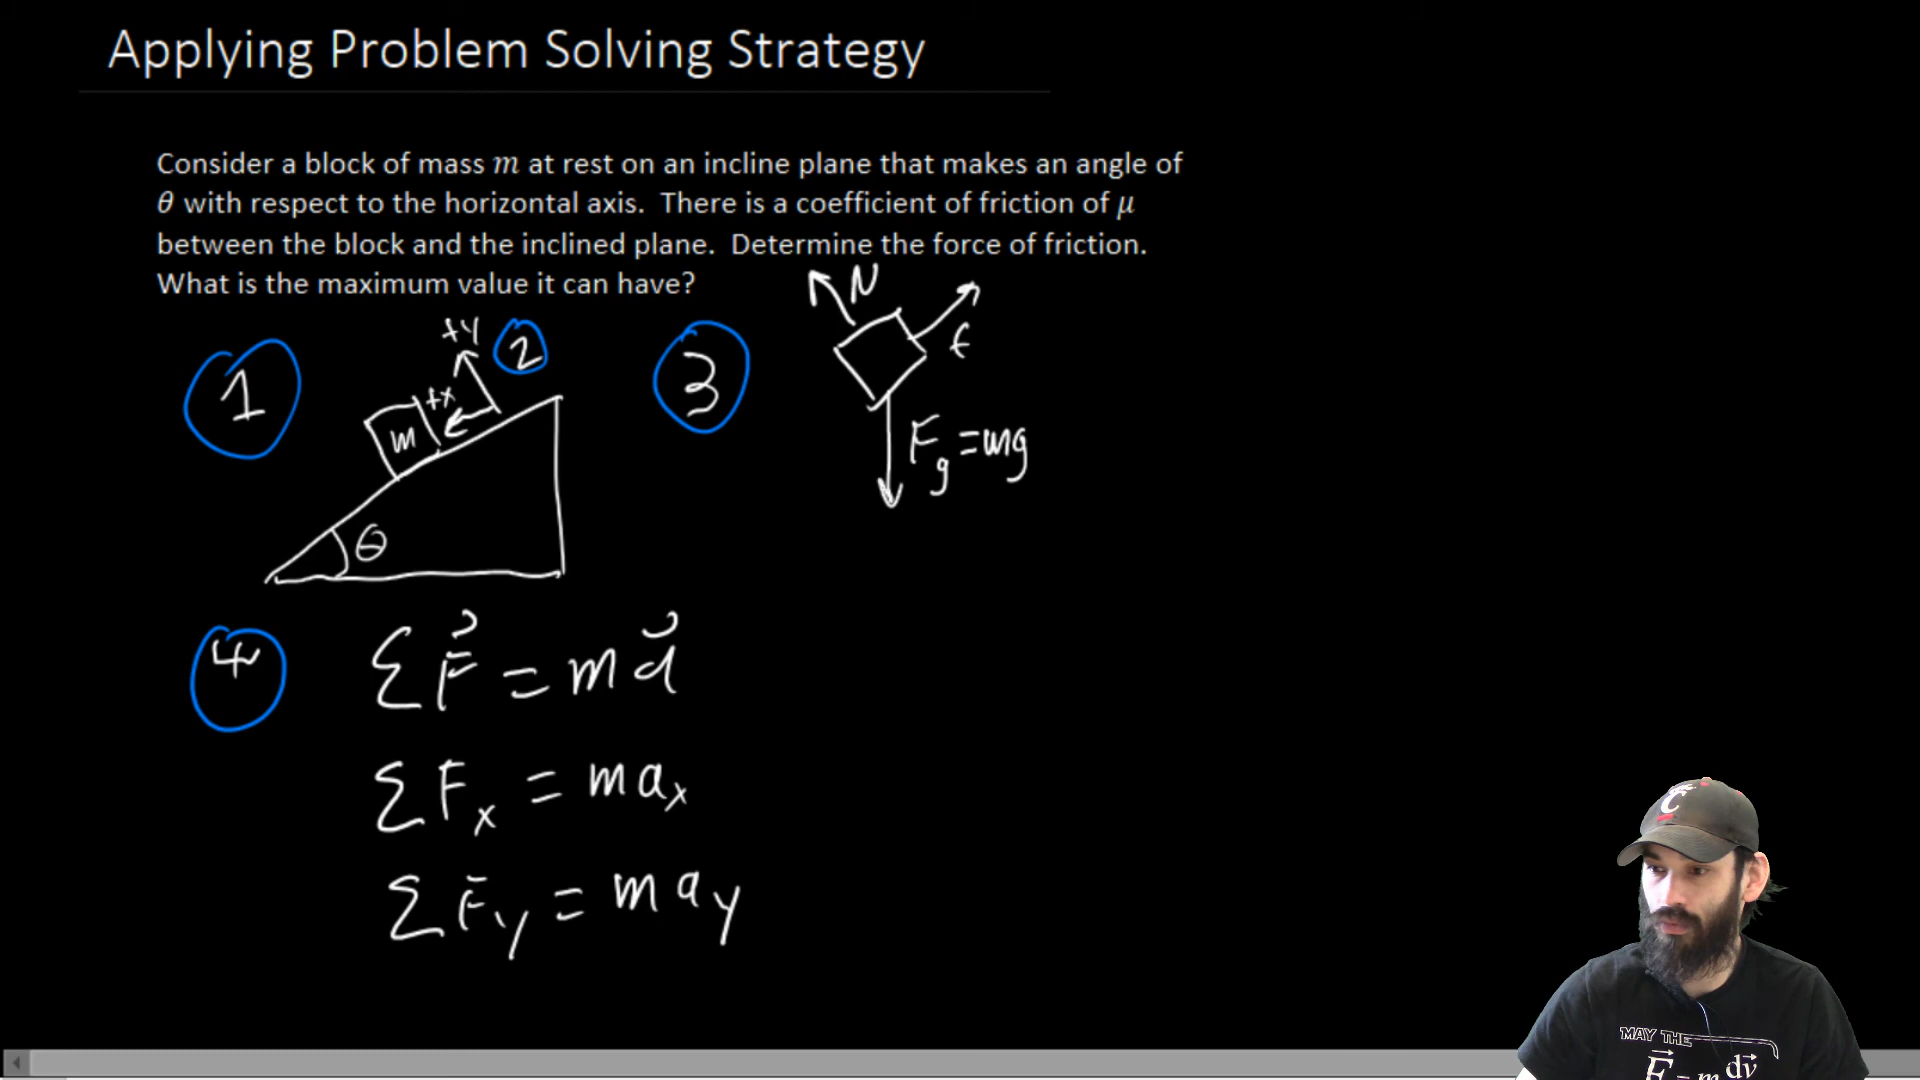 Applying Problem Solving Strategy
Consider a block of mass m at rest on an incline plane that makes an angle of
θ with respect to the horizontal axis. There is a coefficient of friction of μ
between the block and the inclined plane. Determine the force of friction.
What is the maximum value it can have?
1
+y
2
+x
m
θ
3
N
f
F_g = mg
4
ΣF⃗ = ma⃗
ΣF_x = ma_x
ΣF_y = ma_y
C
MAY THE
F⃗ = m dv⃗